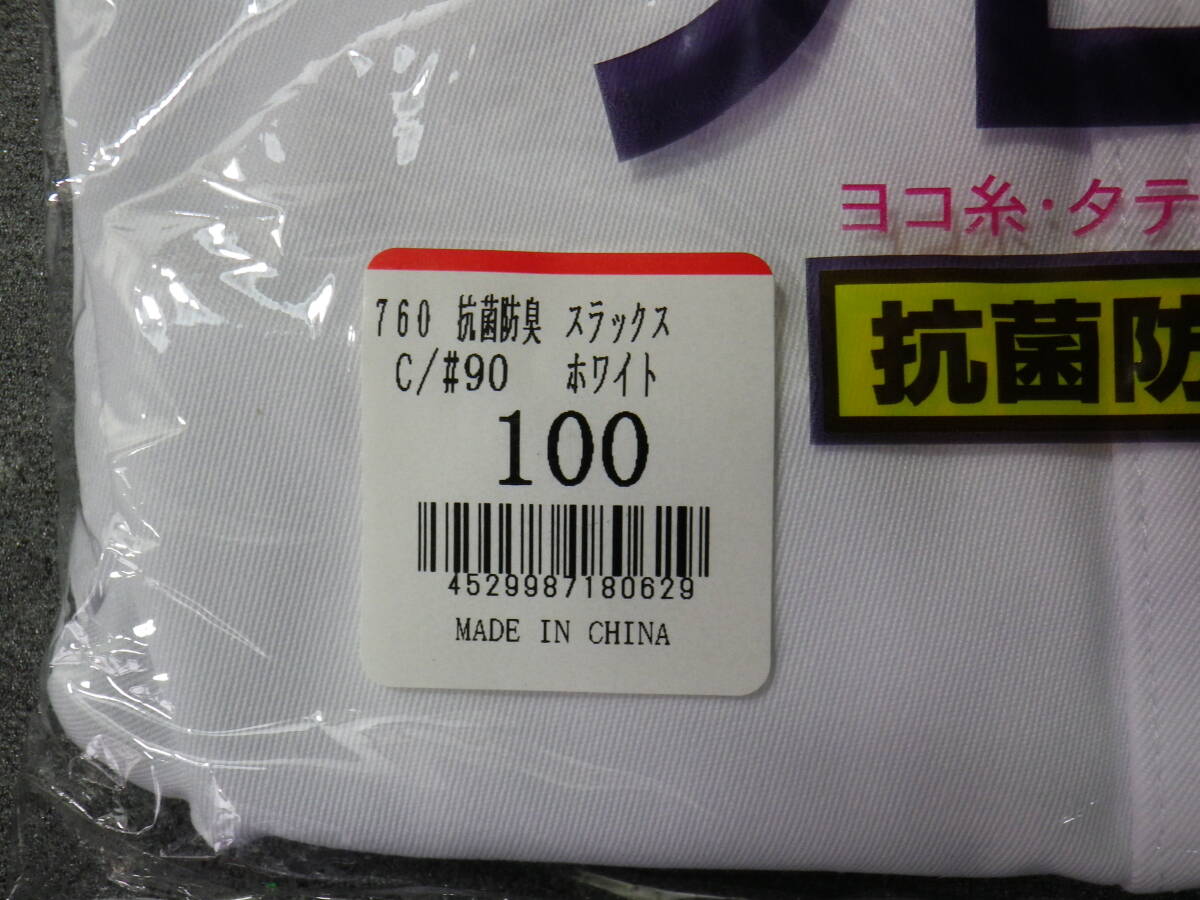 ヨコ糸・タテ
抗菌防
760 抗菌防臭 スラックス
C/#90 ホワイト
100
4529987180629
MADE IN CHINA